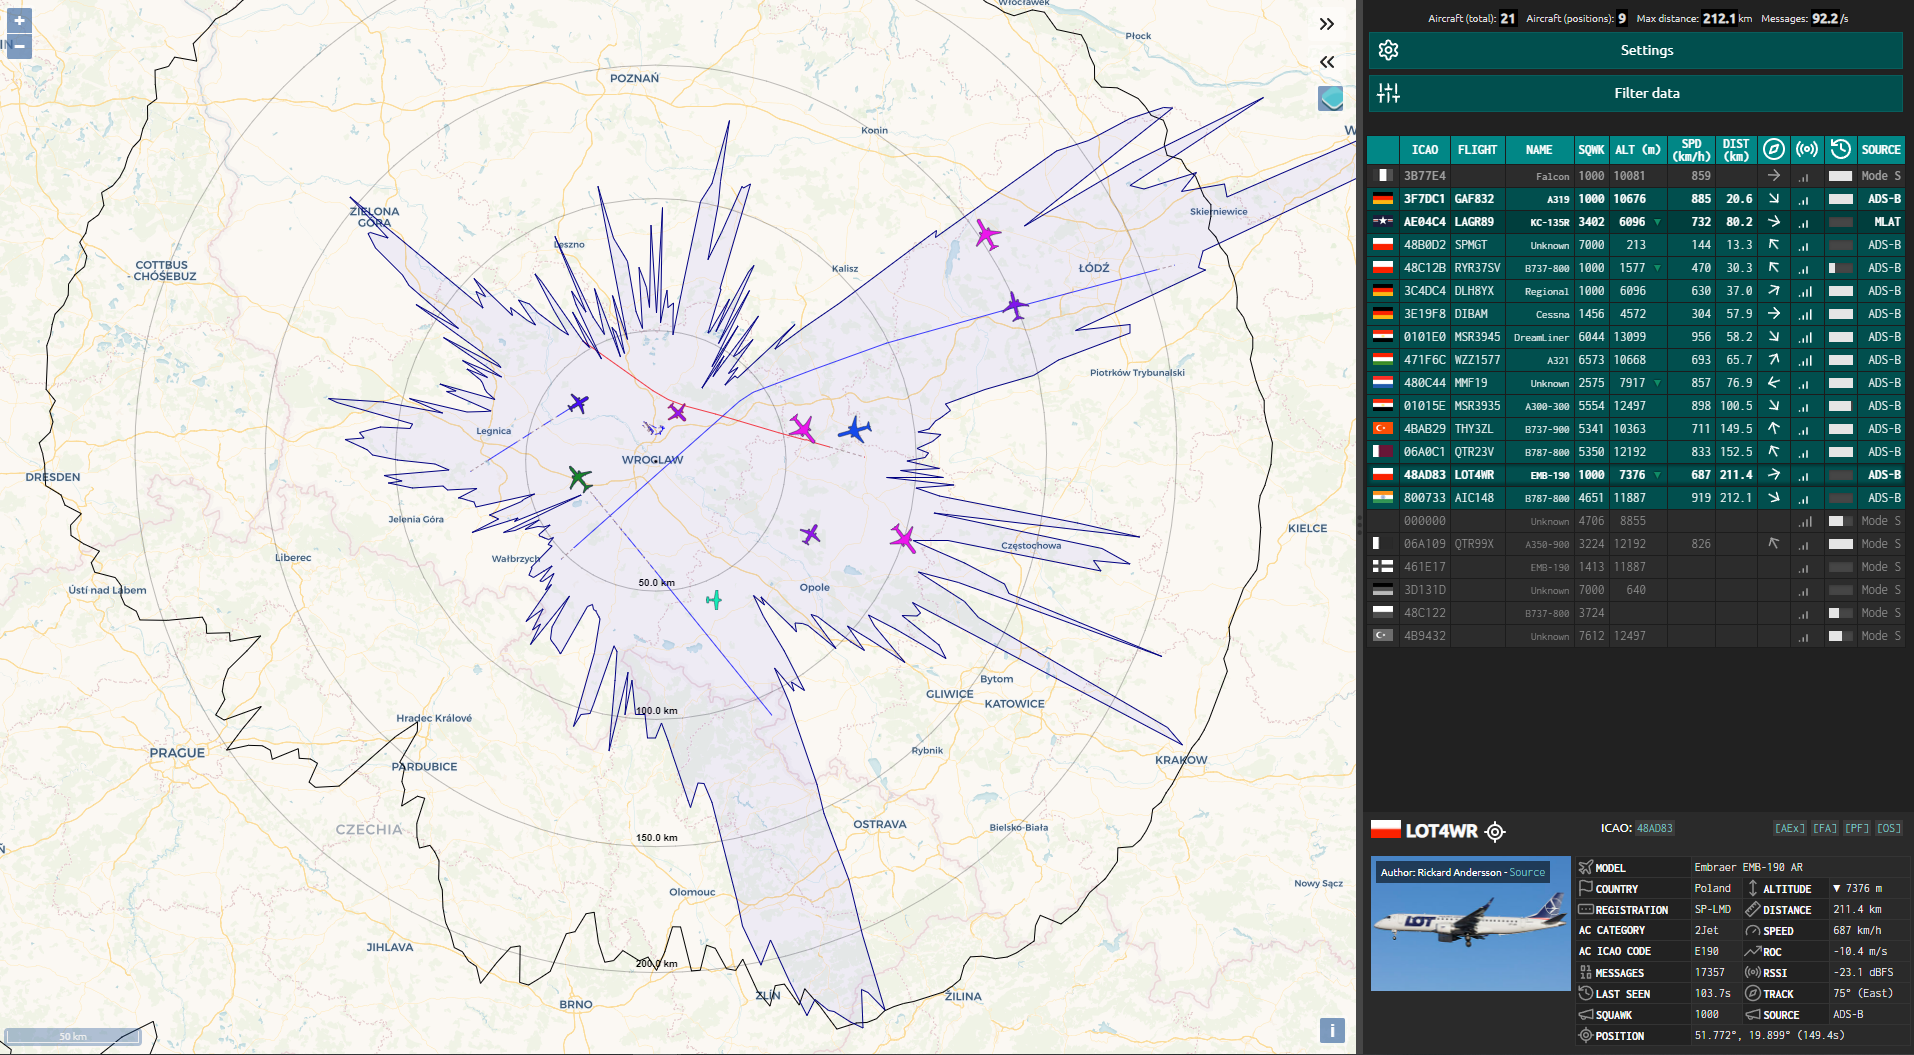 Aircraft (total): 21 Aircraft (positions): 9 Max distance: 212.1 km Messages: 92.2 /s
Settings
Filter data
ICAO FLIGHT NAME SQWK ALT (m) SPD (km/h) DIST (km) SOURCE
3B77E4 Falcon 1000 10081 859 Mode S
3F7DC1 GAF832 A319 1000 10676 885 20.6 ADS-B
AE04C4 LAGR89 KC-135R 3402 6096 ▼ 732 80.2 MLAT
48B0D2 SPMGT Unknown 7000 213 144 13.3 ADS-B
48C12B RYR37SV B737-800 1000 1577 ▼ 470 30.3 ADS-B
3C4DC4 DLH8YX Regional 1000 6096 630 37.0 ADS-B
3E19F8 DIBAM Cessna 1456 4572 304 57.9 ADS-B
0101E0 MSR3945 DreamLiner 6044 13099 956 58.2 ADS-B
471F6C WZZ1577 A321 6573 10668 693 65.7 ADS-B
480C44 MMF19 Unknown 2575 7917 ▼ 857 76.9 ADS-B
01015E MSR3935 A300-300 5554 12497 898 100.5 ADS-B
4BAB29 THY3ZL B737-900 5341 10363 711 149.5 ADS-B
06A0C1 QTR23V B787-800 5350 12192 833 152.5 ADS-B
48AD83 LOT4WR EMB-190 1000 7376 ▼ 687 211.4 ADS-B
800733 AIC148 B787-800 4651 11887 919 212.1 ADS-B
000000 Unknown 4706 8855 Mode S
06A109 QTR99X A350-900 3224 12192 826 Mode S
461E17 EMB-190 1413 11887 Mode S
3D131D Unknown 7000 640 Mode S
48C122 B737-800 3724 Mode S
4B9432 Unknown 7612 12497 Mode S
LOT4WR ICAO: 48AD83 [AEx] [FA] [PF] [OS]
Author: Rickard Andersson - Source
LOT
MODEL Embraer EMB-190 AR
COUNTRY Poland ALTITUDE ▼ 7376 m
REGISTRATION SP-LMD DISTANCE 211.4 km
AC CATEGORY 2Jet SPEED 687 km/h
AC ICAO CODE E190 ROC -10.4 m/s
MESSAGES 17357 RSSI -23.1 dBFS
LAST SEEN 103.7s TRACK 75° (East)
SQUAWK 1000 SOURCE ADS-B
POSITION 51.772°, 19.899° (149.4s)
+
−
»
«
Włocławek
Płock
POZNAŃ
Konin
ZIELONA
GÓRA
Skierniewice
Leszno
COTTBUS
- CHÓŚEBUZ
Kalisz
ŁÓDŹ
Piotrków Trybunalski
Legnica
WROCŁAW
DRESDEN
Jelenia Góra
KIELCE
Liberec
Wałbrzych
Częstochowa
50.0 km
Opole
Ústí nad Labem
Bytom
GLIWICE
KATOWICE
100.0 km
Hradec Králové
Rybnik
PRAGUE
KRAKOW
PARDUBICE
CZECHIA
150.0 km
OSTRAVA
Bielsko-Biała
Olomouc
Nowy Sącz
JIHLAVA
200.0 km
ZLÍN
ŽILINA
BRNO
50 km
i